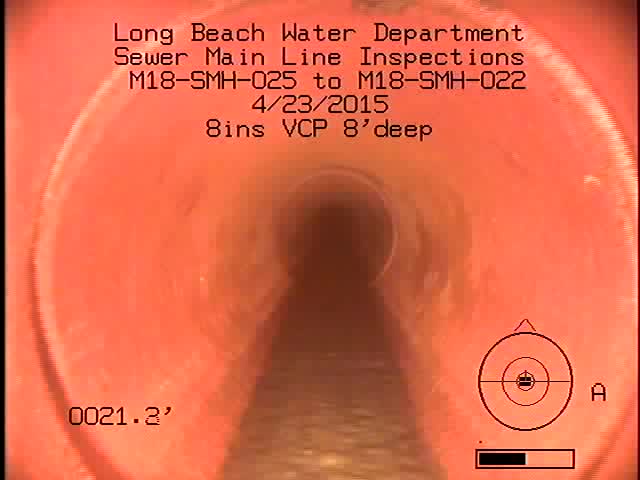 Long Beach Water Department
Sewer Main Line Inspections
M18-SMH-025 to M18-SMH-022
4/23/2015
8ins VCP 8'deep
A